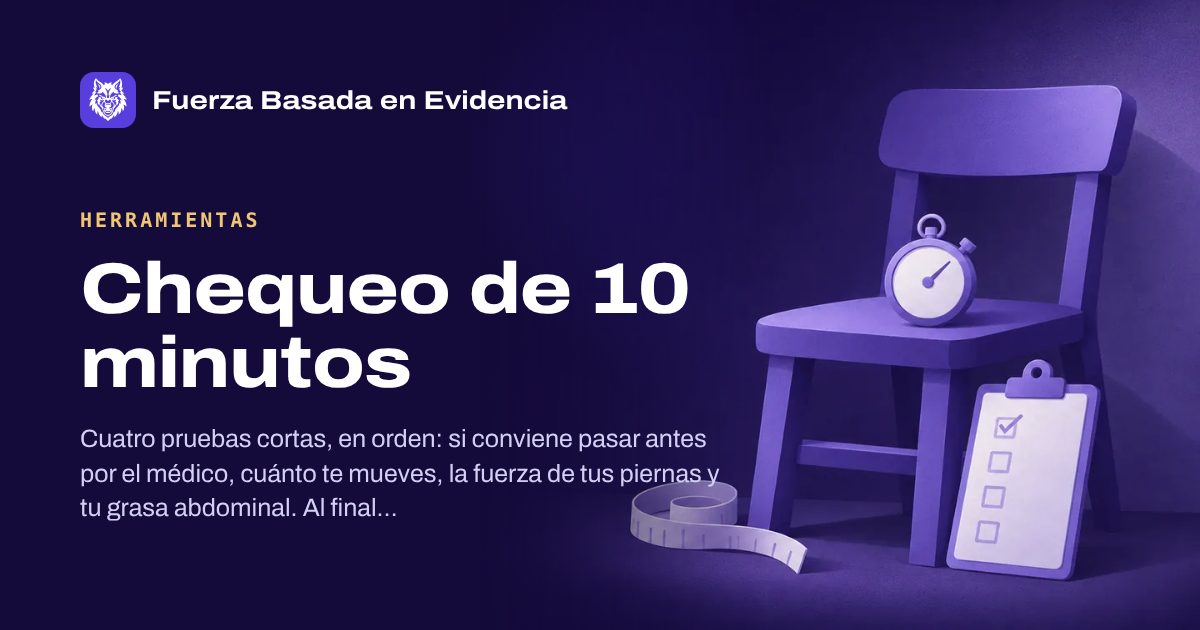 Fuerza Basada en Evidencia
HERRAMIENTAS
Chequeo de 10
minutos
Cuatro pruebas cortas, en orden: si conviene pasar antes
por el médico, cuánto te mueves, la fuerza de tus piernas y
tu grasa abdominal. Al final...